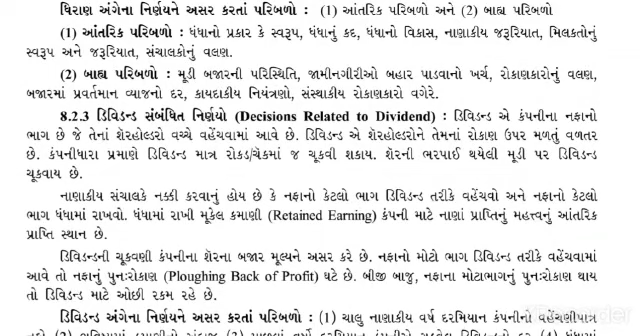 ધિરાણ અંગેના નિર્ણયને અસર કરતાં પરિબળો : (1) આંતરિક પરિબળો અને (2) બાહ્ય પરિબળો
(1) આંતરિક પરિબળો : ધંધાનો પ્રકાર કે સ્વરૂપ, ધંધાનું કદ, ધંધાનો વિકાસ, નાણાકીય જરૂરિયાત, મિલકતોનું
સ્વરૂપ અને જરૂરિયાત, સંચાલકોનું વલણ.
(2) બાહ્ય પરિબળો : મૂડી બજારની પરિસ્થિતિ, જામીનગીરીઓ બહાર પાડવાનો ખર્ચ, રોકાણકારોનું વલણ,
બજારમાં પ્રવર્તમાન વ્યાજનો દર, કાયદાકીય નિયંત્રણો, સંસ્થાકીય રોકાણકારો વગેરે.
8.2.3 ડિવિડન્ડ સંબંધિત નિર્ણયો (Decisions Related to Dividend) : ડિવિડન્ડ એ કંપનીના નફાનો
ભાગ છે જે તેનાં શૅરહોલ્ડરો વચ્ચે વહેંચવામાં આવે છે. ડિવિડન્ડ એ શૅરહોલ્ડરોને તેમનાં રોકાણ ઉપર મળતું વળતર
છે. કંપનીધારા પ્રમાણે ડિવિડન્ડ માત્ર રોકડ/ચૅકમાં જ ચૂકવી શકાય. શૅરની ભરપાઈ થયેલી મૂડી પર ડિવિડન્ડ
ચૂકવાય છે.
નાણાકીય સંચાલકે નક્કી કરવાનું હોય છે કે નફાનો કેટલો ભાગ ડિવિડન્ડ તરીકે વહેંચવો અને નફાનો કેટલો
ભાગ ધંધામાં રાખવો. ધંધામાં રાખી મૂકેલ કમાણી (Retained Earning) કંપની માટે નાણાં પ્રાપ્તિનું મહત્ત્વનું આંતરિક
પ્રાપ્તિ સ્થાન છે.
ડિવિડન્ડની ચૂકવણી કંપનીના શૅરના બજાર મૂલ્યને અસર કરે છે. નફાનો મોટો ભાગ ડિવિડન્ડ તરીકે વહેંચવામાં
આવે તો નફાનું પુનઃરોકાણ (Ploughing Back of Profit) ઘટે છે. બીજી બાજુ, નફાના મોટાભાગનું પુનઃરોકાણ થાય
તો ડિવિડન્ડ માટે ઓછી રકમ રહે છે.
ડિવિડન્ડ અંગેના નિર્ણયને અસર કરતાં પરિબળો : (1) ચાલુ નાણાકીય વર્ષ દરમિયાન કંપનીનો વહેંચણીપાત્ર